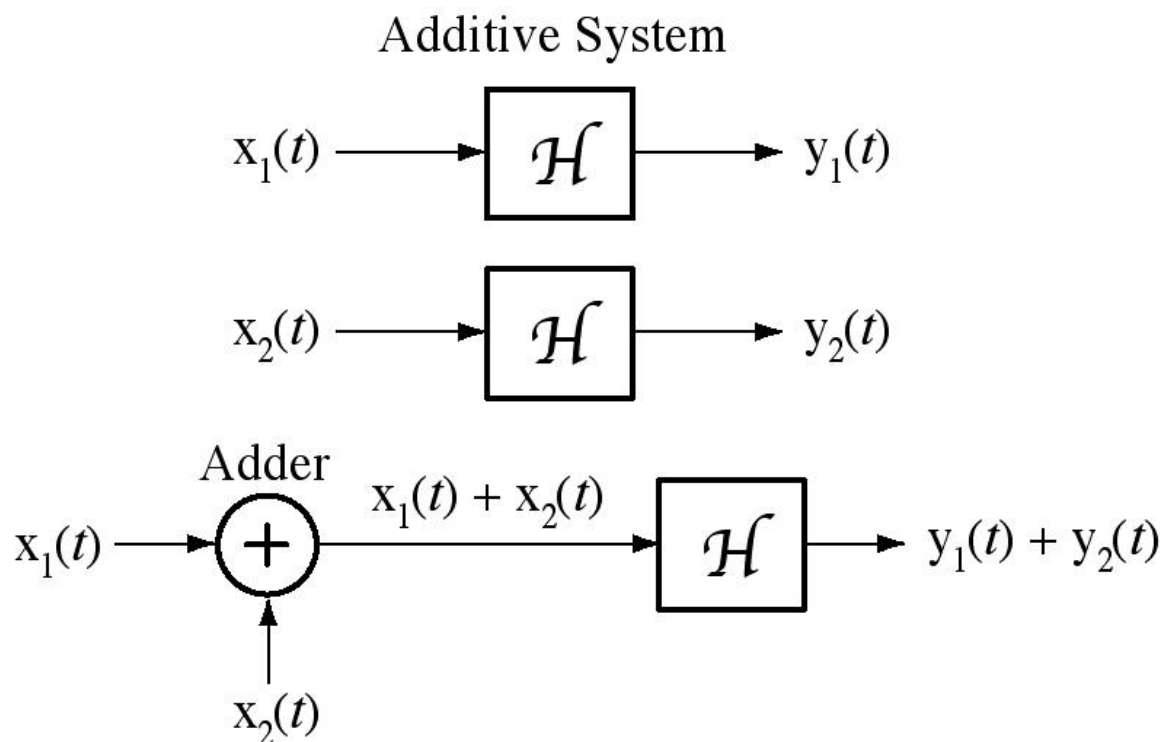 Additive System
x₁(t) ℋ y₁(t)
x₂(t) ℋ y₂(t)
Adder
x₁(t) + x₂(t)
x₁(t) + ℋ y₁(t) + y₂(t)
x₂(t)